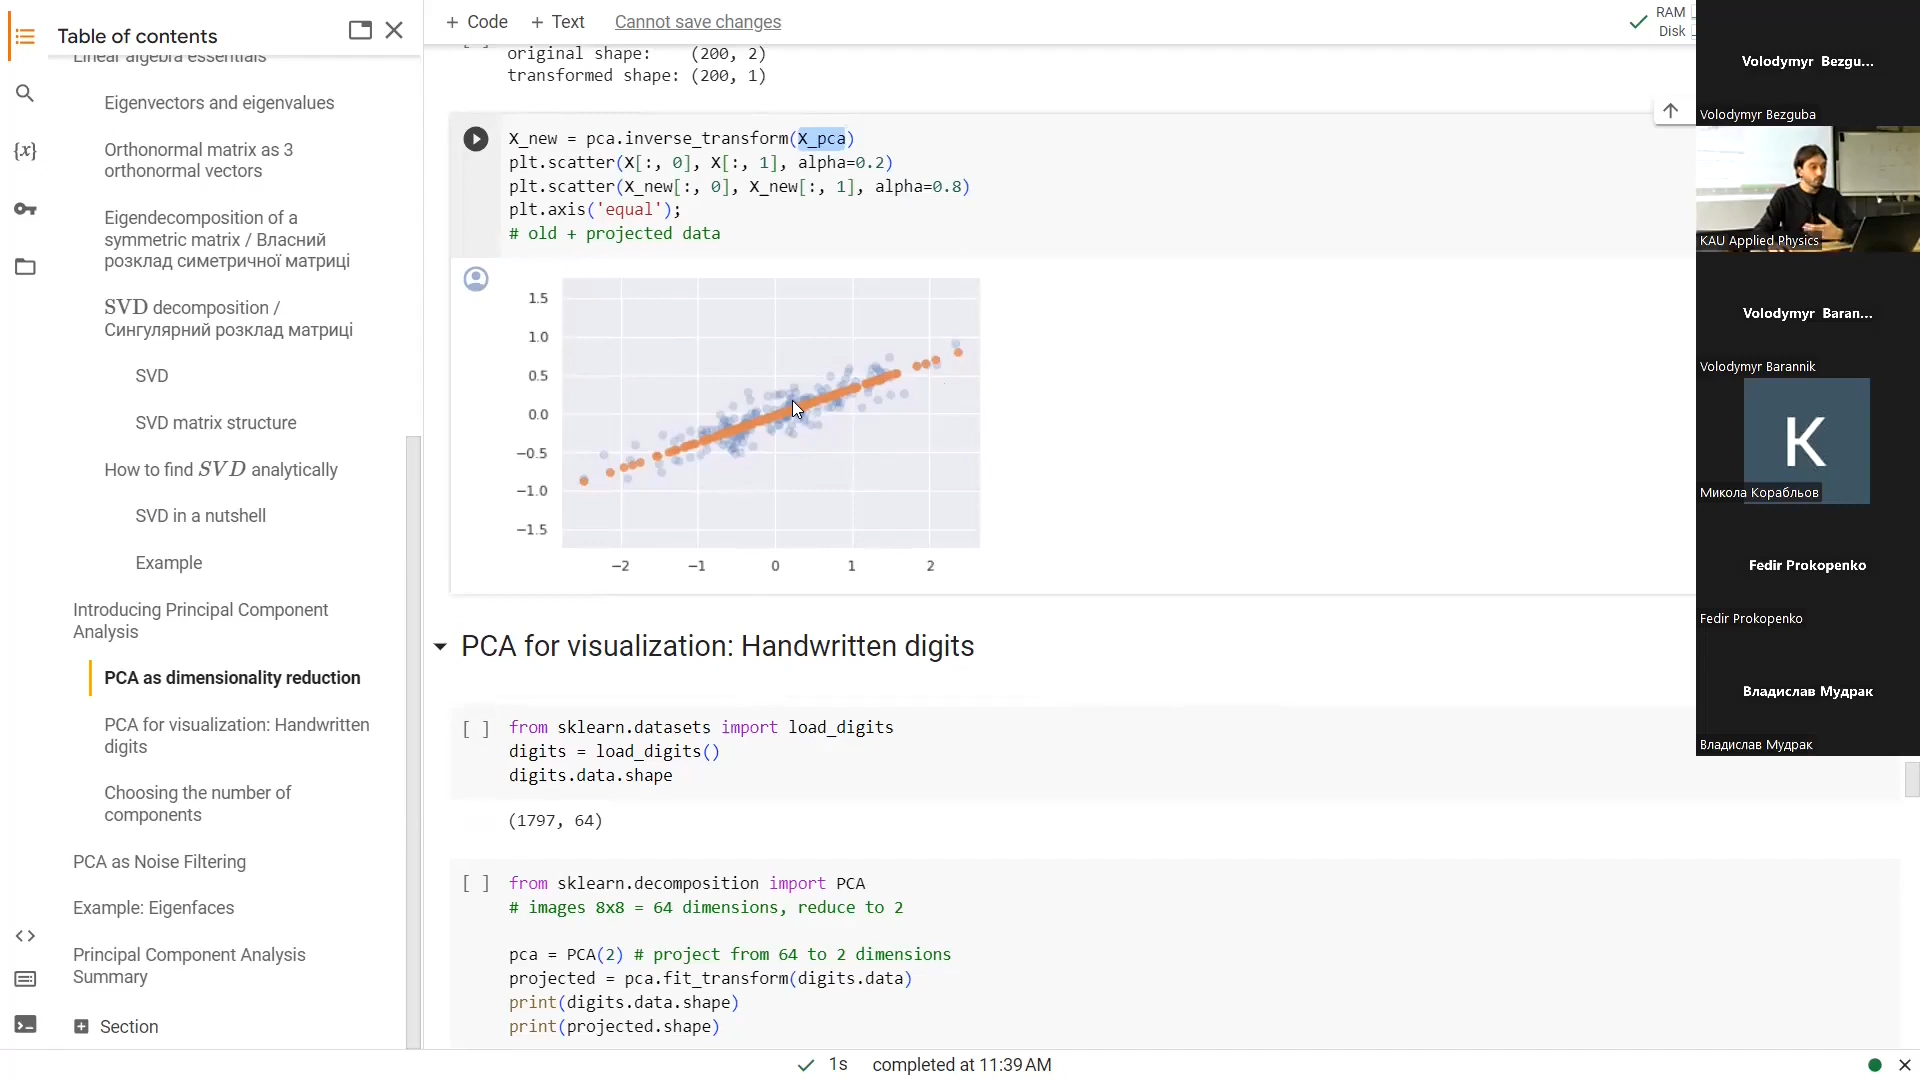 Table of contents
Linear algebra essentials
Eigenvectors and eigenvalues
Orthonormal matrix as 3
orthonormal vectors
Eigendecomposition of a
symmetric matrix / Власний
розклад симетричної матриці
SVD decomposition /
Сингулярний розклад матриці
SVD
SVD matrix structure
How to find SVD analytically
SVD in a nutshell
Example
Introducing Principal Component
Analysis
PCA as dimensionality reduction
PCA for visualization: Handwritten
digits
Choosing the number of
components
PCA as Noise Filtering
Example: Eigenfaces
Principal Component Analysis
Summary
Section
{x}
+ Code + Text Cannot save changes
RAM
Disk
original shape: (200, 2)
transformed shape: (200, 1)
X_new = pca.inverse_transform(X_pca)
plt.scatter(X[:, 0], X[:, 1], alpha=0.2)
plt.scatter(X_new[:, 0], X_new[:, 1], alpha=0.8)
plt.axis('equal');
# old + projected data
1.5
1.0
0.5
0.0
−0.5
−1.0
−1.5
−2 −1 0 1 2
PCA for visualization: Handwritten digits
[ ] from sklearn.datasets import load_digits
digits = load_digits()
digits.data.shape
(1797, 64)
[ ] from sklearn.decomposition import PCA
# images 8x8 = 64 dimensions, reduce to 2
pca = PCA(2) # project from 64 to 2 dimensions
projected = pca.fit_transform(digits.data)
print(digits.data.shape)
print(projected.shape)
1s completed at 11:39 AM
Volodymyr Bezgu...
Volodymyr Bezguba
KAU Applied Physics
Volodymyr Baran...
Volodymyr Barannik
K
Микола Корабльов
Fedir Prokopenko
Fedir Prokopenko
Владислав Мудрак
Владислав Мудрак